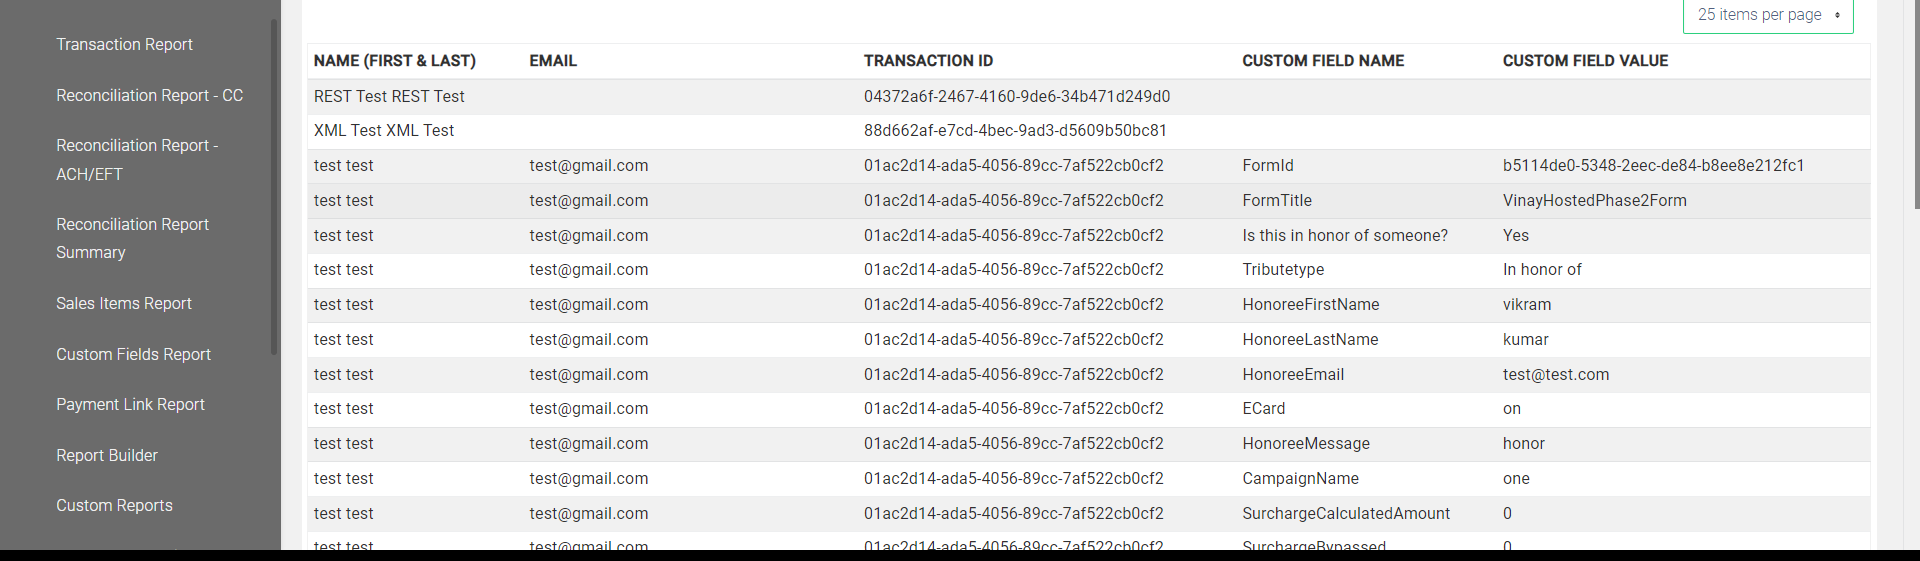 25 items per page
Transaction Report
Reconciliation Report - CC
Reconciliation Report -
ACH/EFT
Reconciliation Report
Summary
Sales Items Report
Custom Fields Report
Payment Link Report
Report Builder
Custom Reports
NAME (FIRST & LAST) EMAIL TRANSACTION ID CUSTOM FIELD NAME CUSTOM FIELD VALUE
REST Test REST Test 04372a6f-2467-4160-9de6-34b471d249d0
XML Test XML Test 88d662af-e7cd-4bec-9ad3-d5609b50bc81
test test test@gmail.com 01ac2d14-ada5-4056-89cc-7af522cb0cf2 FormId b5114de0-5348-2eec-de84-b8ee8e212fc1
test test test@gmail.com 01ac2d14-ada5-4056-89cc-7af522cb0cf2 FormTitle VinayHostedPhase2Form
test test test@gmail.com 01ac2d14-ada5-4056-89cc-7af522cb0cf2 Is this in honor of someone? Yes
test test test@gmail.com 01ac2d14-ada5-4056-89cc-7af522cb0cf2 Tributetype In honor of
test test test@gmail.com 01ac2d14-ada5-4056-89cc-7af522cb0cf2 HonoreeFirstName vikram
test test test@gmail.com 01ac2d14-ada5-4056-89cc-7af522cb0cf2 HonoreeLastName kumar
test test test@gmail.com 01ac2d14-ada5-4056-89cc-7af522cb0cf2 HonoreeEmail test@test.com
test test test@gmail.com 01ac2d14-ada5-4056-89cc-7af522cb0cf2 ECard on
test test test@gmail.com 01ac2d14-ada5-4056-89cc-7af522cb0cf2 HonoreeMessage honor
test test test@gmail.com 01ac2d14-ada5-4056-89cc-7af522cb0cf2 CampaignName one
test test test@gmail.com 01ac2d14-ada5-4056-89cc-7af522cb0cf2 SurchargeCalculatedAmount 0
test test test@gmail.com 01ac2d14-ada5-4056-89cc-7af522cb0cf2 SurchargeBypassed 0